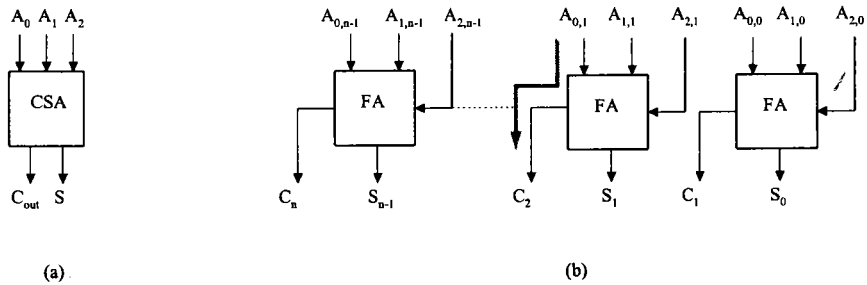 A₀ A₁ A₂
CSA
C_out S
(a)
A₀,ₙ₋₁ A₁,ₙ₋₁ A₂,ₙ₋₁ A₀,₁ A₁,₁ A₂,₁ A₀,₀ A₁,₀ A₂,₀
FA FA FA
Cₙ Sₙ₋₁ C₂ S₁ C₁ S₀
(b)